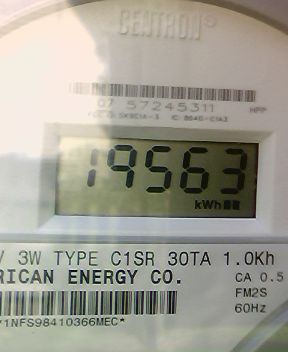 CENTRON®
07 57245311
19563
kWh
3W TYPE C1SR 30TA 1.0Kh
RICAN ENERGY CO.
CA 0.5
FM2S
60Hz
*1NFS98410366MEC*